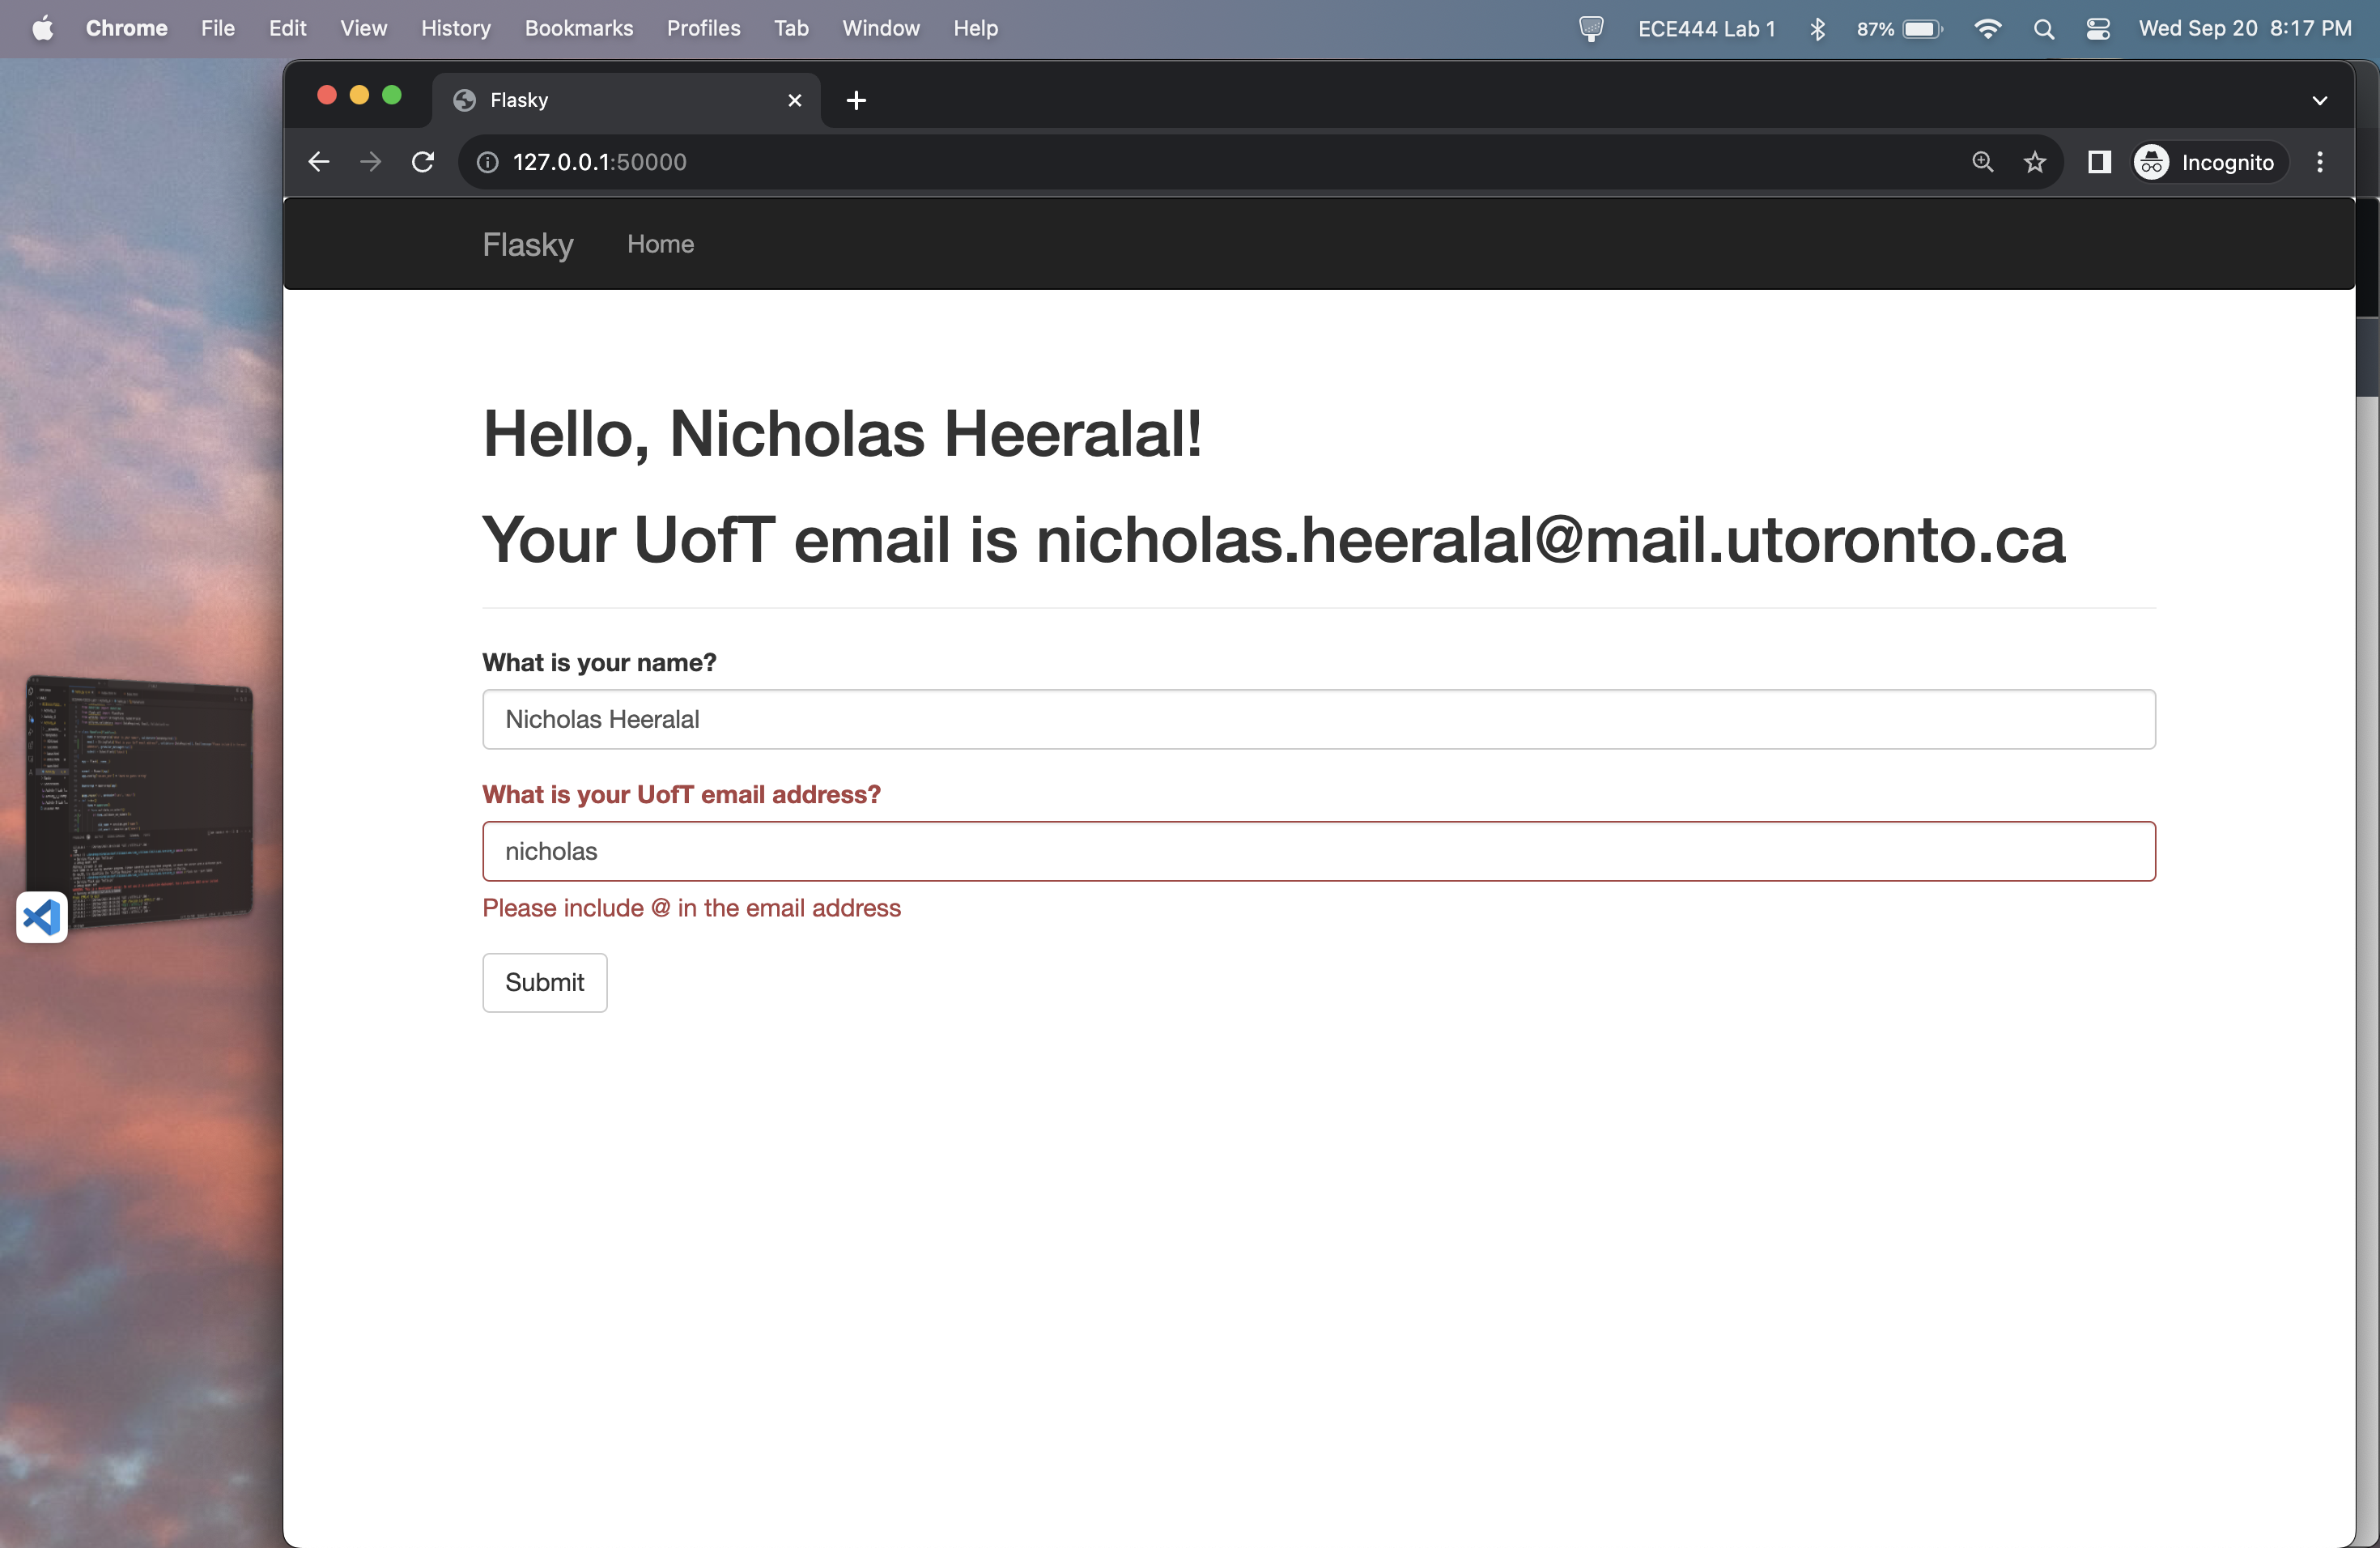 Chrome File Edit View History Bookmarks Profiles Tab Window Help ECE444 Lab 1 87% Wed Sep 20 8:17 PM
Flasky
127.0.0.1:50000 Incognito
Flasky Home
Hello, Nicholas Heeralal!
Your UofT email is nicholas.heeralal@mail.utoronto.ca
What is your name?
Nicholas Heeralal
What is your UofT email address?
nicholas
Please include @ in the email address
Submit